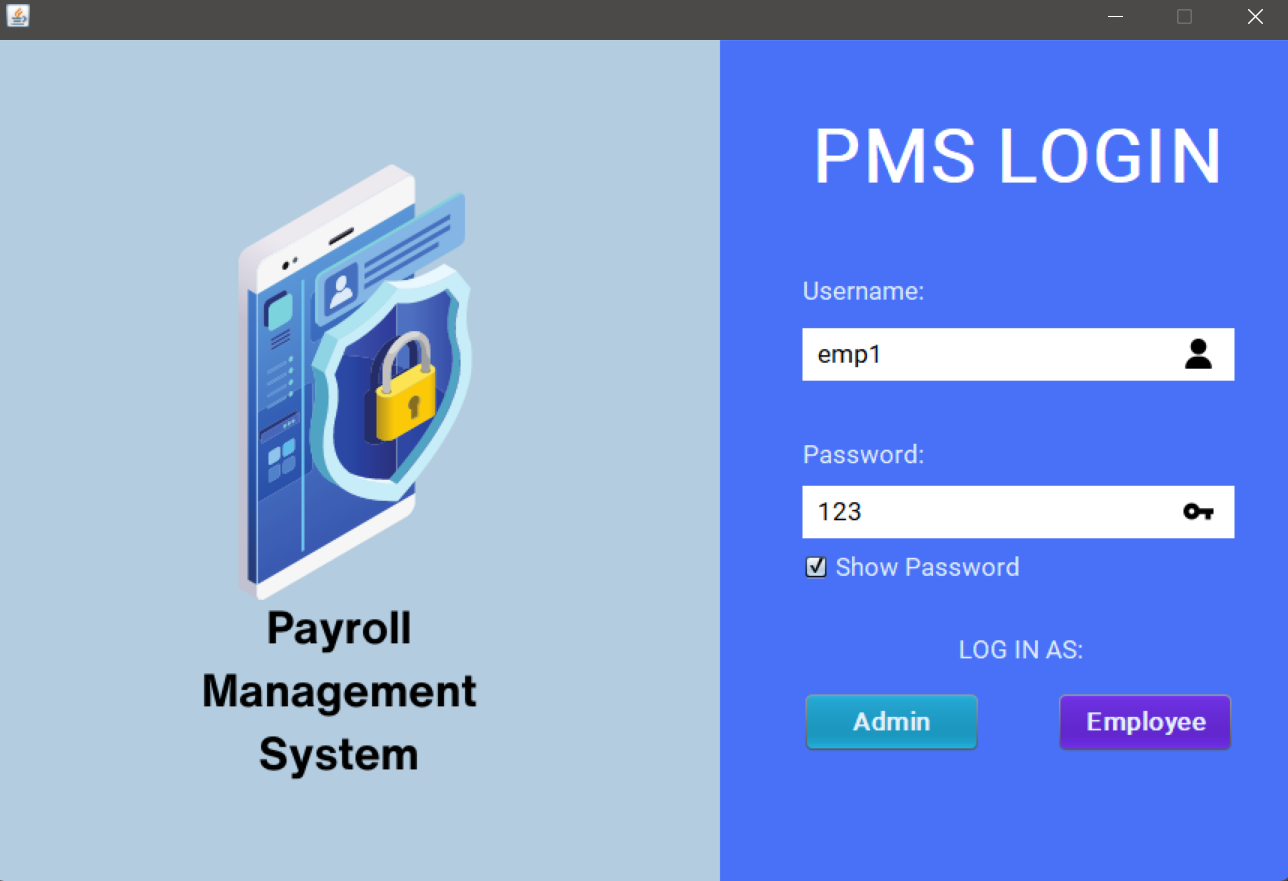 Payroll
Management
System
PMS LOGIN
Username:
emp1
Password:
123
Show Password
LOG IN AS:
Admin
Employee